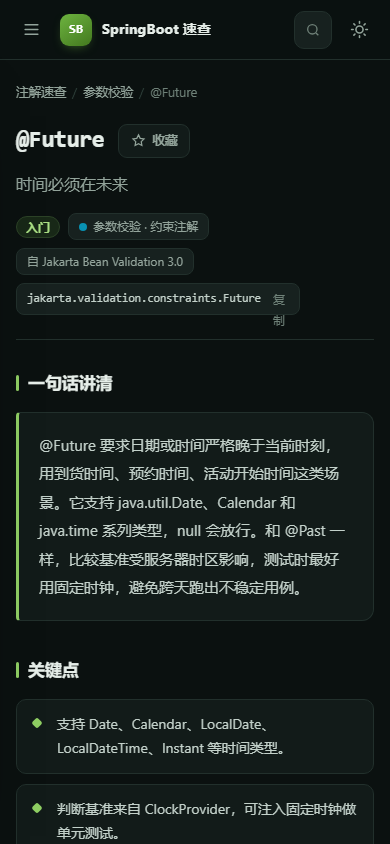 SB SpringBoot 速查
注解速查 / 参数校验 / @Future
@Future
收藏
时间必须在未来
入门
参数校验 · 约束注解
自 Jakarta Bean Validation 3.0
jakarta.validation.constraints.Future
复
制
一句话讲清
@Future 要求日期或时间严格晚于当前时刻，
用到货时间、预约时间、活动开始时间这类场
景。它支持 java.util.Date、Calendar 和
java.time 系列类型，null 会放行。和 @Past 一
样，比较基准受服务器时区影响，测试时最好
用固定时钟，避免跨天跑出不稳定用例。
关键点
支持 Date、Calendar、LocalDate、
LocalDateTime、Instant 等时间类型。
判断基准来自 ClockProvider，可注入固定时钟做
单元测试。